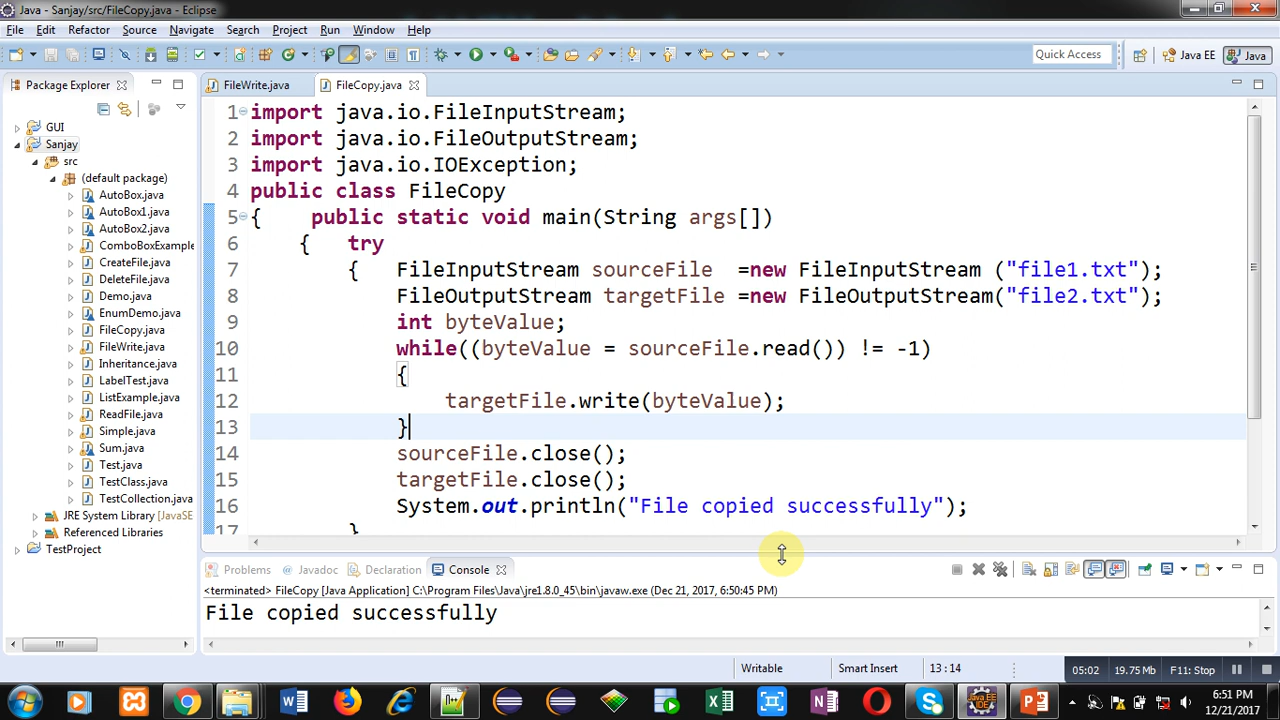 Java - Sanjay/src/FileCopy.java - Eclipse
File Edit Refactor Source Navigate Search Project Run Window Help
Quick Access Java EE Java
Package Explorer
FileWrite.java FileCopy.java
GUI
Sanjay
src
(default package)
AutoBox.java
AutoBox1.java
AutoBox2.java
ComboBoxExample
CreateFile.java
DeleteFile.java
Demo.java
EnumDemo.java
FileCopy.java
FileWrite.java
Inheritance.java
LabelTest.java
ListExample.java
ReadFile.java
Simple.java
Sum.java
Test.java
TestClass.java
TestCollection.java
JRE System Library [JavaSE
Referenced Libraries
TestProject
1 import java.io.FileInputStream;
2 import java.io.FileOutputStream;
3 import java.io.IOException;
4 public class FileCopy
5 {    public static void main(String args[])
6     {   try
7         {   FileInputStream sourceFile  =new FileInputStream ("file1.txt");
8             FileOutputStream targetFile =new FileOutputStream("file2.txt");
9             int byteValue;
10            while((byteValue = sourceFile.read()) != -1)
11            {
12                targetFile.write(byteValue);
13            }
14            sourceFile.close();
15            targetFile.close();
16            System.out.println("File copied successfully");
17        }
Problems Javadoc Declaration Console
<terminated> FileCopy [Java Application] C:\Program Files\Java\jre1.8.0_45\bin\javaw.exe (Dec 21, 2017, 6:50:45 PM)
File copied successfully
Writable Smart Insert 13 : 14
05:02 19.75 Mb F11: Stop
6:51 PM
12/21/2017